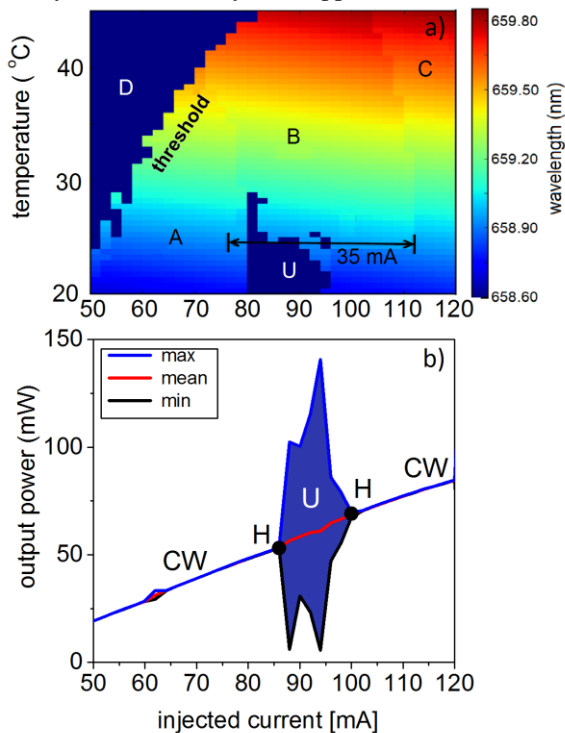 a)
temperature (°C)
40
30
20
D
threshold
A
B
C
U
35 mA
50 60 70 80 90 100 110 120
659.80
659.50
659.20
658.90
658.60
wavelength (nm)
b)
max
mean
min
output power (mW)
150
100
50
0
CW
H
U
H
CW
50 60 70 80 90 100 110 120
injected current [mA]